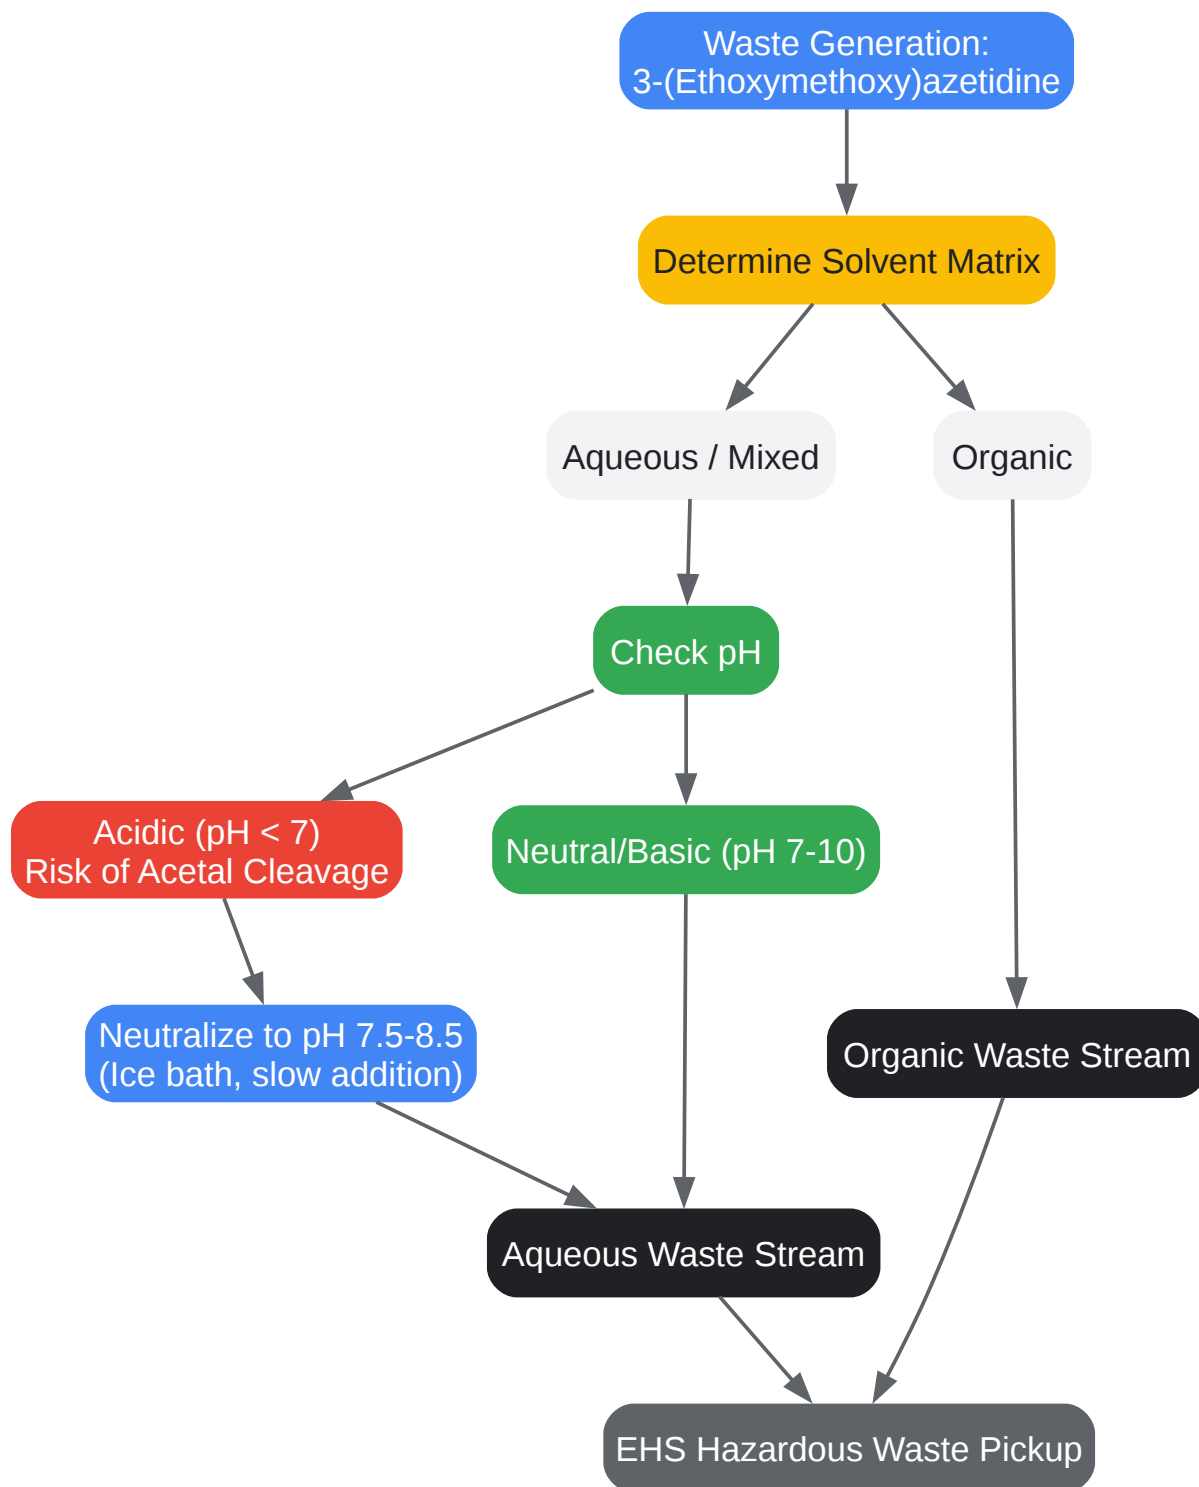 Waste Generation:
3-(Ethoxymethoxy)azetidine
Determine Solvent Matrix
Aqueous / Mixed
Organic
Check pH
Acidic (pH < 7)
Risk of Acetal Cleavage
Neutral/Basic (pH 7-10)
Neutralize to pH 7.5-8.5
(Ice bath, slow addition)
Organic Waste Stream
Aqueous Waste Stream
EHS Hazardous Waste Pickup